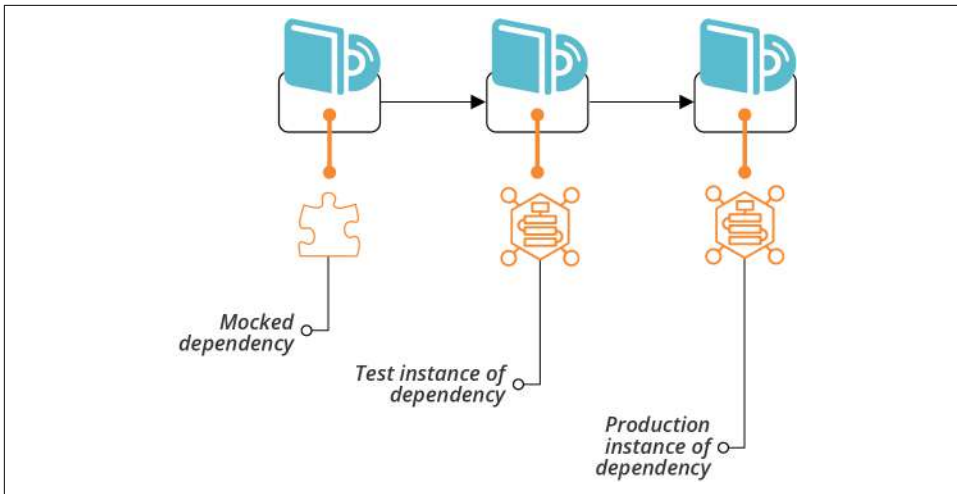 Mocked
dependency
Test instance of
dependency
Production
instance of
dependency